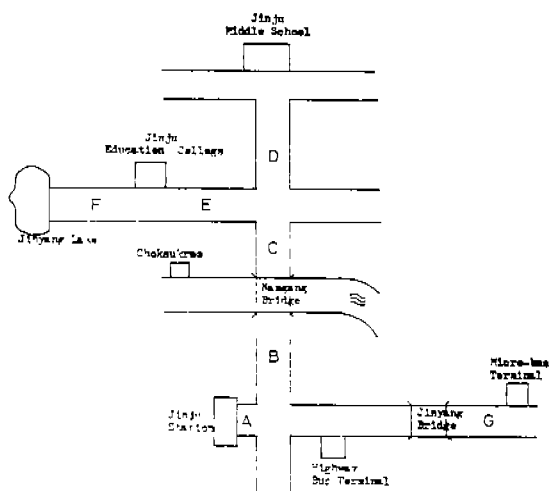 Jinju
Middle School
D
Jinju
Education College
F
E
Jinyang Lake
C
Choksukroo
Namgang
Bridge
B
Micro-bus
Terminal
Jinju
Station
A
Jinyang
Bridge
G
Highway
Bus Terminal